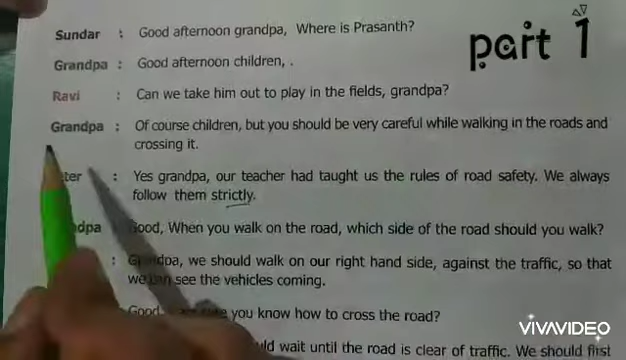 Sundar : Good afternoon grandpa, Where is Prasanth?
Grandpa : Good afternoon children, .
Ravi : Can we take him out to play in the fields, grandpa?
Grandpa : Of course children, but you should be very careful while walking in the roads and
crossing it.
: Yes grandpa, our teacher had taught us the rules of road safety. We always
follow them strictly.
: Good, When you walk on the road, which side of the road should you walk?
: Grandpa, we should walk on our right hand side, against the traffic, so that
we can see the vehicles coming.
Good, you know how to cross the road?
wait until the road is clear of traffic. We should first
part 1
VIVAVIDEO